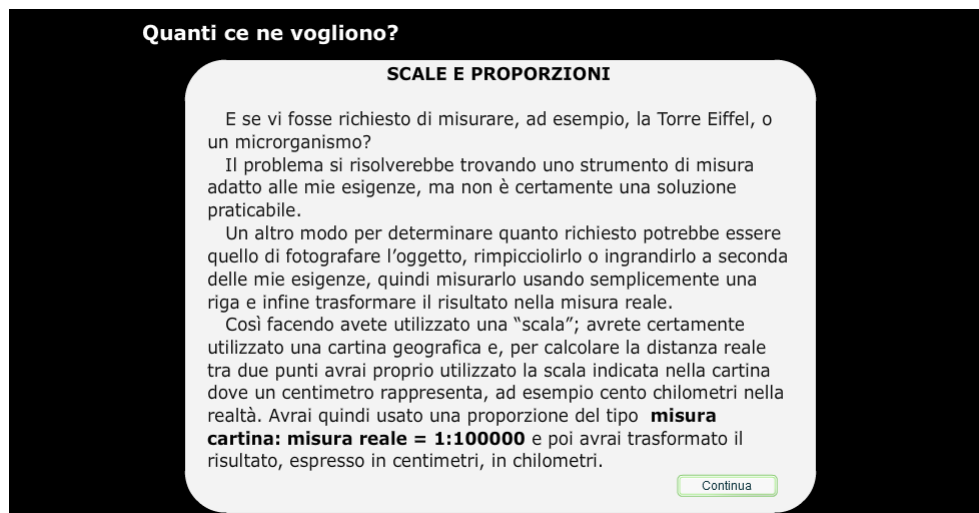 Quanti ce ne vogliono?
SCALE E PROPORZIONI
E se vi fosse richiesto di misurare, ad esempio, la Torre Eiffel, o
un microrganismo?
Il problema si risolverebbe trovando uno strumento di misura
adatto alle mie esigenze, ma non è certamente una soluzione
praticabile.
Un altro modo per determinare quanto richiesto potrebbe essere
quello di fotografare l’oggetto, rimpicciolirlo o ingrandirlo a seconda
delle mie esigenze, quindi misurarlo usando semplicemente una
riga e infine trasformare il risultato nella misura reale.
Così facendo avete utilizzato una “scala”; avrete certamente
utilizzato una cartina geografica e, per calcolare la distanza reale
tra due punti avrai proprio utilizzato la scala indicata nella cartina
dove un centimetro rappresenta, ad esempio cento chilometri nella
realtà. Avrai quindi usato una proporzione del tipo misura
cartina: misura reale = 1:100000 e poi avrai trasformato il
risultato, espresso in centimetri, in chilometri.
Continua